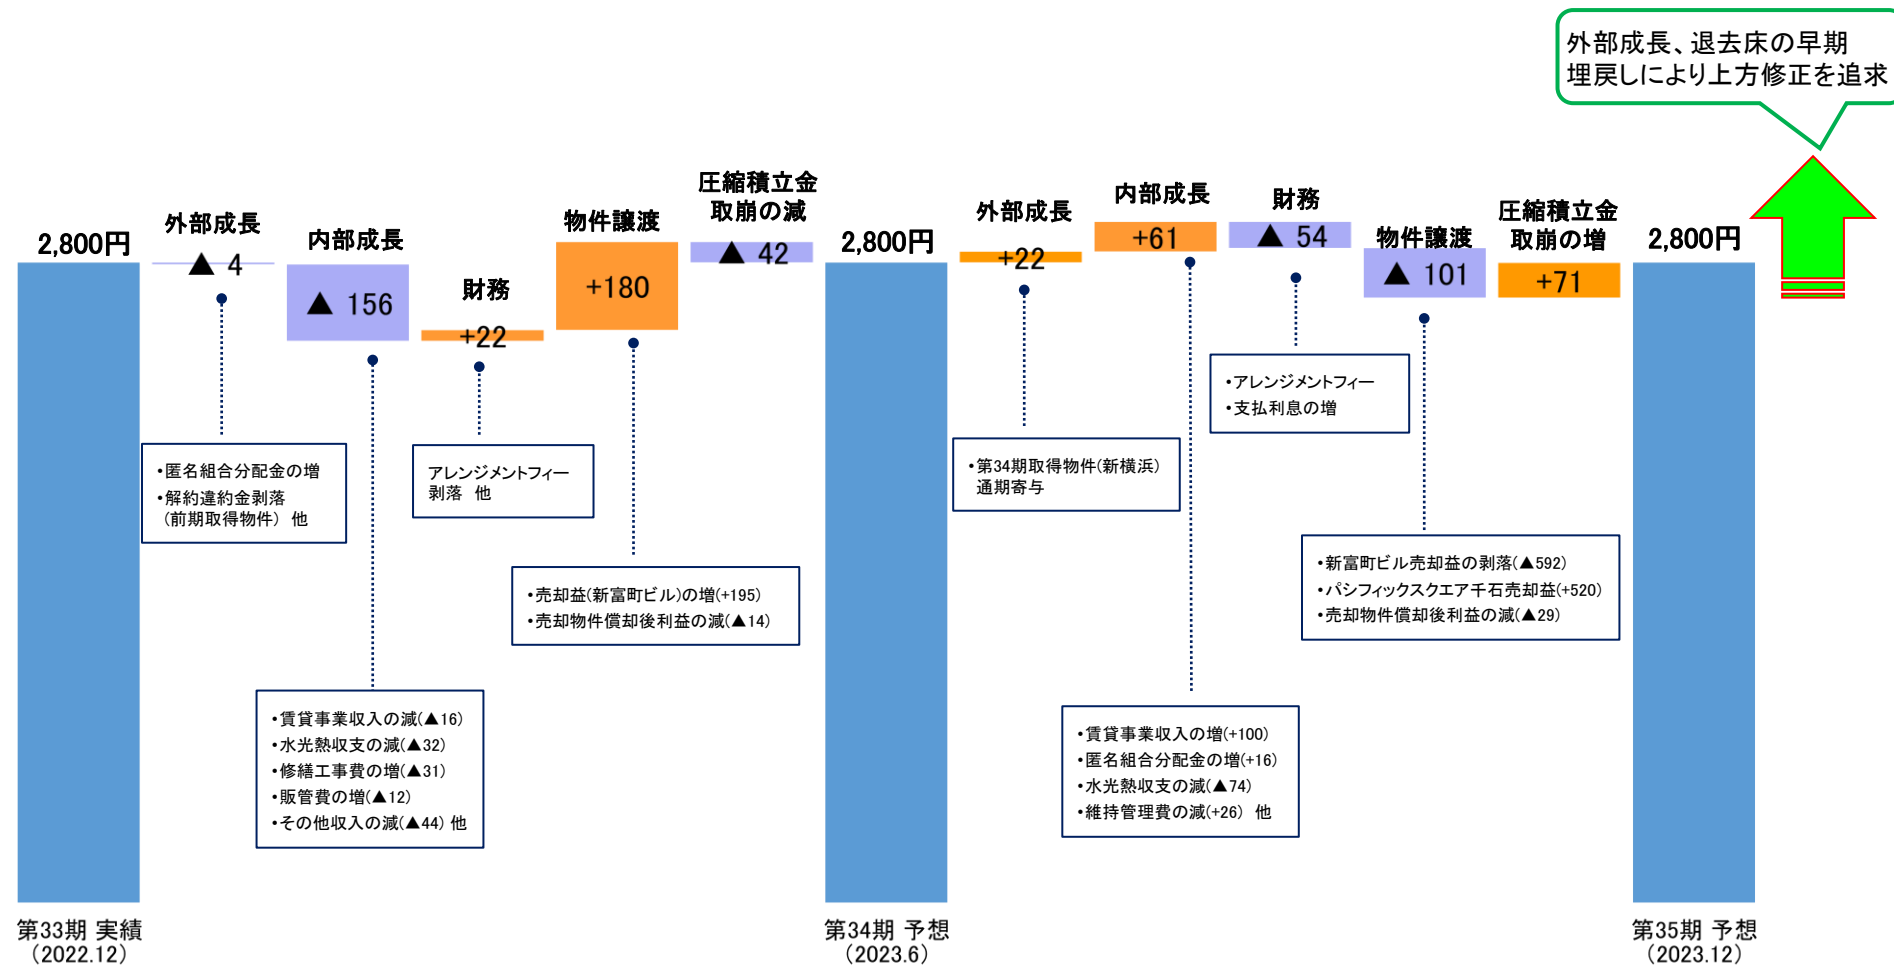 外部成長、退去床の早期
埋戻しにより上方修正を追求
2,800円
外部成長
▲ 4
内部成長
▲ 156
財務
+22
物件譲渡
+180
圧縮積立金
取崩の減
▲ 42
2,800円
外部成長
+22
内部成長
+61
財務
▲ 54
物件譲渡
▲ 101
圧縮積立金
取崩の増
+71
2,800円
•匿名組合分配金の増
•解約違約金剥落
(前期取得物件) 他
アレンジメントフィー
剥落 他
•売却益(新富町ビル)の増(+195)
•売却物件償却後利益の減(▲14)
•賃貸事業収入の減(▲16)
•水光熱収支の減(▲32)
•修繕工事費の増(▲31)
•販管費の増(▲12)
•その他収入の減(▲44) 他
•第34期取得物件(新横浜)
通期寄与
•アレンジメントフィー
•支払利息の増
•新富町ビル売却益の剥落(▲592)
•パシフィックスクエア千石売却益(+520)
•売却物件償却後利益の減(▲29)
•賃貸事業収入の増(+100)
•匿名組合分配金の増(+16)
•水光熱収支の減(▲74)
•維持管理費の減(+26) 他
第33期 実績
(2022.12)
第34期 予想
(2023.6)
第35期 予想
(2023.12)